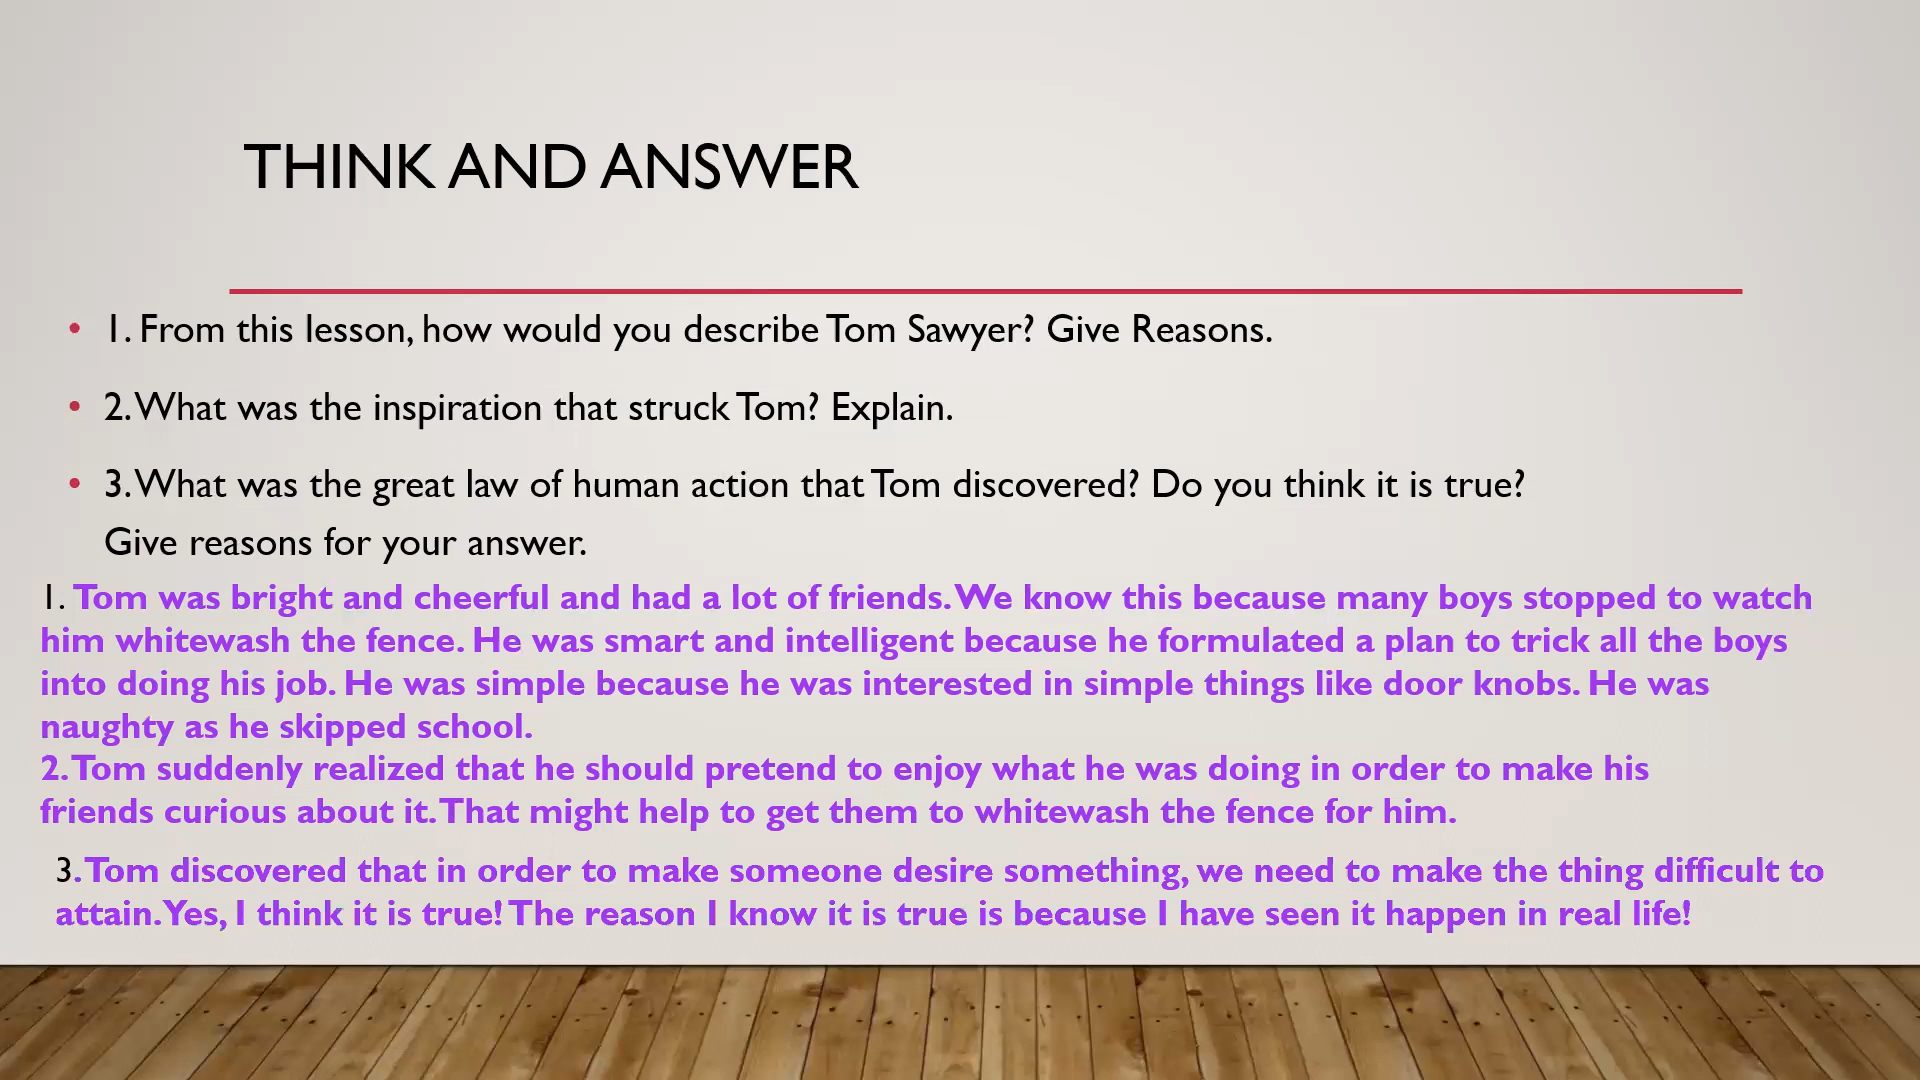 THINK AND ANSWER
• 1. From this lesson, how would you describe Tom Sawyer? Give Reasons.
• 2. What was the inspiration that struck Tom? Explain.
• 3. What was the great law of human action that Tom discovered? Do you think it is true?
Give reasons for your answer.
1. Tom was bright and cheerful and had a lot of friends. We know this because many boys stopped to watch
him whitewash the fence. He was smart and intelligent because he formulated a plan to trick all the boys
into doing his job. He was simple because he was interested in simple things like door knobs. He was
naughty as he skipped school.
2. Tom suddenly realized that he should pretend to enjoy what he was doing in order to make his
friends curious about it. That might help to get them to whitewash the fence for him.
3. Tom discovered that in order to make someone desire something, we need to make the thing difficult to
attain. Yes, I think it is true! The reason I know it is true is because I have seen it happen in real life!